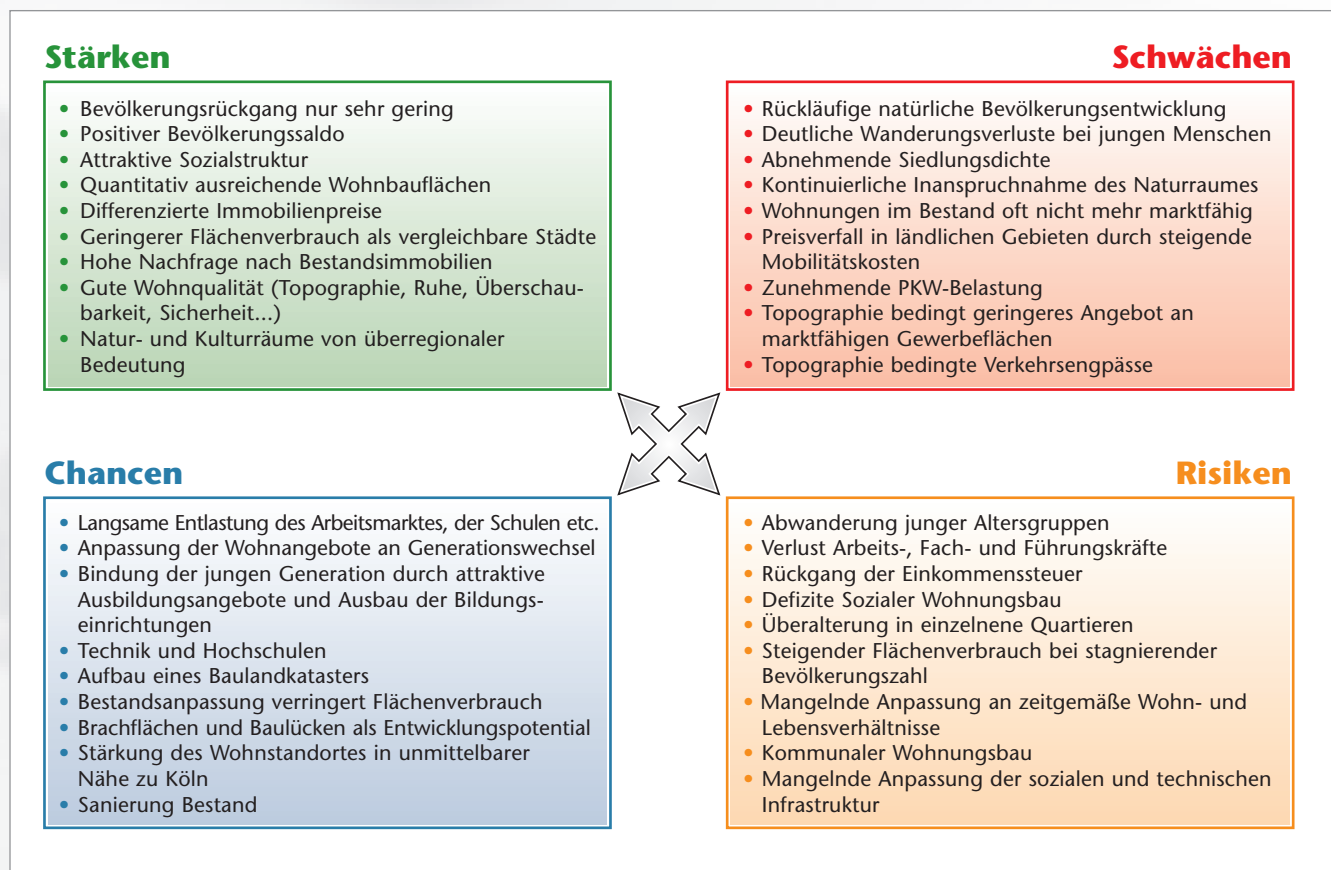 Stärken
• Bevölkerungsrückgang nur sehr gering
• Positiver Bevölkerungssaldo
• Attraktive Sozialstruktur
• Quantitativ ausreichende Wohnbauflächen
• Differenzierte Immobilienpreise
• Geringerer Flächenverbrauch als vergleichbare Städte
• Hohe Nachfrage nach Bestandsimmobilien
• Gute Wohnqualität (Topographie, Ruhe, Überschau-
barkeit, Sicherheit...)
• Natur- und Kulturräume von überregionaler
Bedeutung
Schwächen
• Rückläufige natürliche Bevölkerungsentwicklung
• Deutliche Wanderungsverluste bei jungen Menschen
• Abnehmende Siedlungsdichte
• Kontinuierliche Inanspruchnahme des Naturraumes
• Wohnungen im Bestand oft nicht mehr marktfähig
• Preisverfall in ländlichen Gebieten durch steigende
Mobilitätskosten
• Zunehmende PKW-Belastung
• Topographie bedingt geringeres Angebot an
marktfähigen Gewerbeflächen
• Topographie bedingte Verkehrsengpässe
Chancen
• Langsame Entlastung des Arbeitsmarktes, der Schulen etc.
• Anpassung der Wohnangebote an Generationswechsel
• Bindung der jungen Generation durch attraktive
Ausbildungsangebote und Ausbau der Bildungs-
einrichtungen
• Technik und Hochschulen
• Aufbau eines Baulandkatasters
• Bestandsanpassung verringert Flächenverbrauch
• Brachflächen und Baulücken als Entwicklungspotential
• Stärkung des Wohnstandortes in unmittelbarer
Nähe zu Köln
• Sanierung Bestand
Risiken
• Abwanderung junger Altersgruppen
• Verlust Arbeits-, Fach- und Führungskräfte
• Rückgang der Einkommenssteuer
• Defizite Sozialer Wohnungsbau
• Überalterung in einzelnene Quartieren
• Steigender Flächenverbrauch bei stagnierender
Bevölkerungszahl
• Mangelnde Anpassung an zeitgemäße Wohn- und
Lebensverhältnisse
• Kommunaler Wohnungsbau
• Mangelnde Anpassung der sozialen und technischen
Infrastruktur